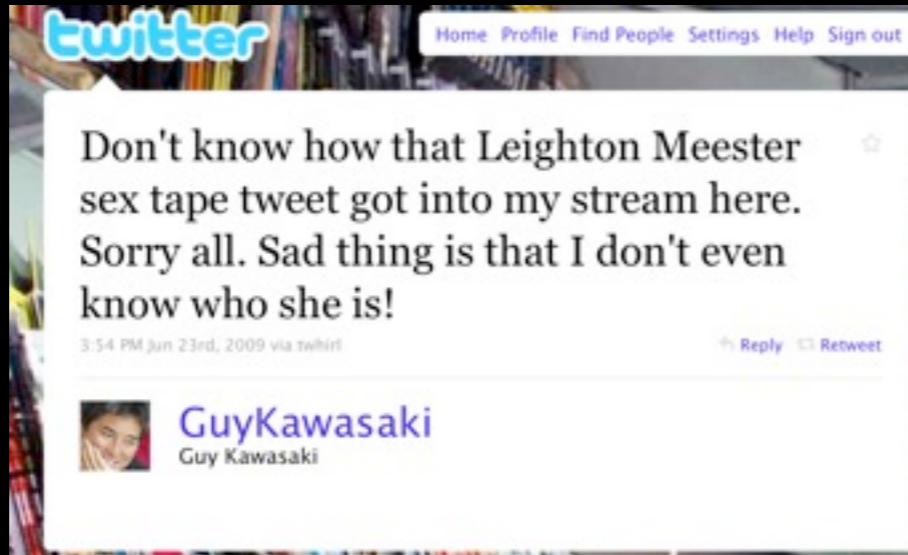 twitter
Home Profile Find People Settings Help Sign out
Don't know how that Leighton Meester
sex tape tweet got into my stream here.
Sorry all. Sad thing is that I don't even
know who she is!
3:54 PM Jun 23rd, 2009 via twhirl
Reply Retweet
GuyKawasaki
Guy Kawasaki